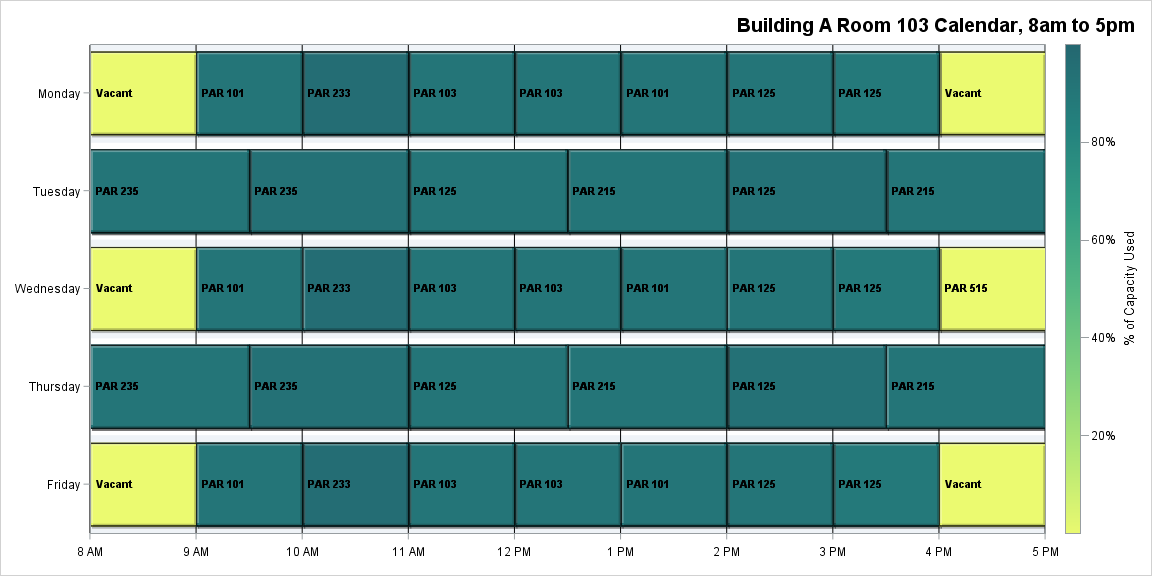 Building A Room 103 Calendar, 8am to 5pm
Monday
Vacant
PAR 101
PAR 233
PAR 103
PAR 103
PAR 101
PAR 125
PAR 125
Vacant
Tuesday
PAR 235
PAR 235
PAR 125
PAR 215
PAR 125
PAR 215
Wednesday
Vacant
PAR 101
PAR 233
PAR 103
PAR 103
PAR 101
PAR 125
PAR 125
PAR 515
Thursday
PAR 235
PAR 235
PAR 125
PAR 215
PAR 125
PAR 215
Friday
Vacant
PAR 101
PAR 233
PAR 103
PAR 103
PAR 101
PAR 125
PAR 125
Vacant
8 AM
9 AM
10 AM
11 AM
12 PM
1 PM
2 PM
3 PM
4 PM
5 PM
80%
60%
40%
20%
% of Capacity Used